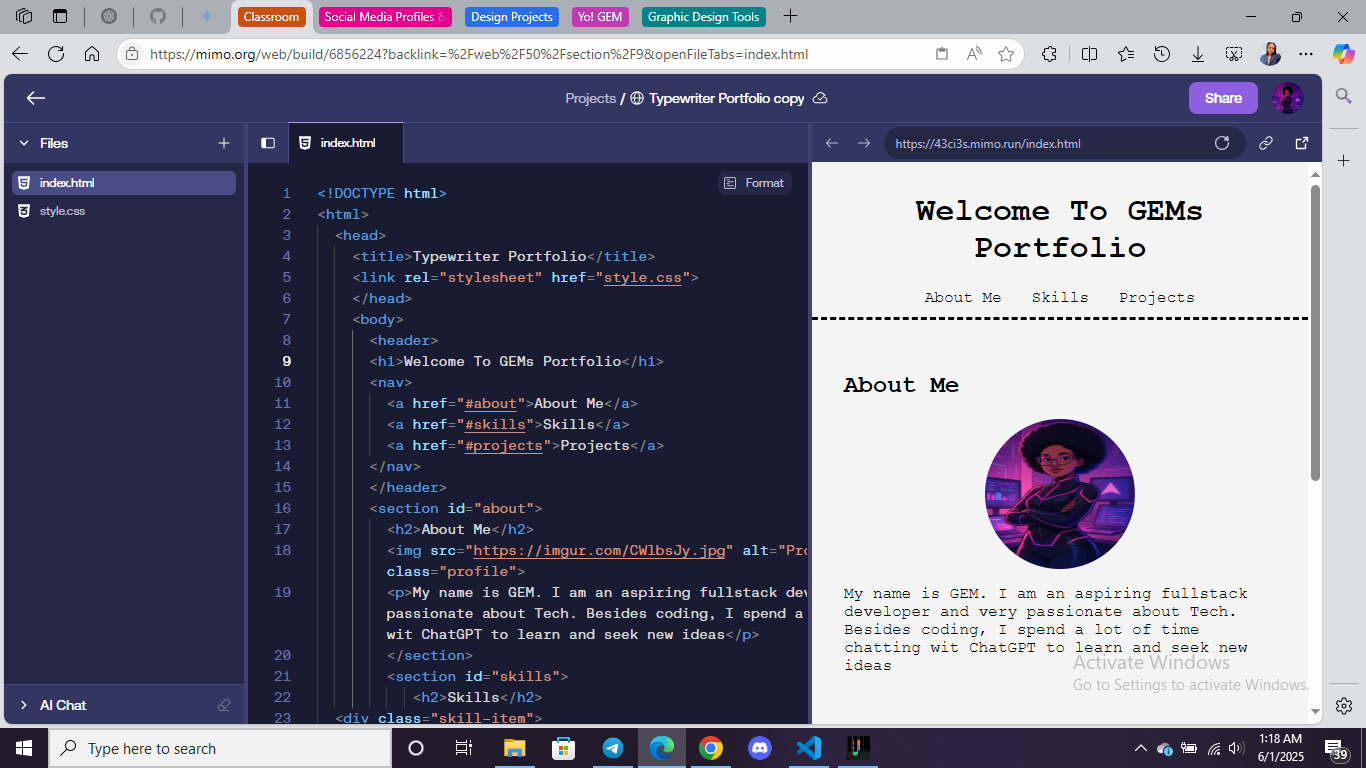 Classroom
Social Media Profiles &
Design Projects
Yo! GEM
Graphic Design Tools
https://mimo.org/web/build/6856224?backlink=%2Fweb%2F50%2Fsection%2F9&openFileTabs=index.html
Projects / Typewriter Portfolio copy
Share
Files
index.html
style.css
AI Chat
index.html
Format
1 <!DOCTYPE html>
2 <html>
3 <head>
4 <title>Typewriter Portfolio</title>
5 <link rel="stylesheet" href="style.css">
6 </head>
7 <body>
8 <header>
9 <h1>Welcome To GEMs Portfolio</h1>
10 <nav>
11 <a href="#about">About Me</a>
12 <a href="#skills">Skills</a>
13 <a href="#projects">Projects</a>
14 </nav>
15 </header>
16 <section id="about">
17 <h2>About Me</h2>
18 <img src="https://imgur.com/CWlbsJy.jpg" alt="Pro
class="profile">
19 <p>My name is GEM. I am an aspiring fullstack dev
passionate about Tech. Besides coding, I spend a
wit ChatGPT to learn and seek new ideas</p>
20 </section>
21 <section id="skills">
22 <h2>Skills</h2>
23 <div class="skill-item">
https://43ci3s.mimo.run/index.html
Welcome To GEMs
Portfolio
About Me Skills Projects
About Me
My name is GEM. I am an aspiring fullstack
developer and very passionate about Tech.
Besides coding, I spend a lot of time
chatting wit ChatGPT to learn and seek new
ideas
Activate Windows
Go to Settings to activate Windows.
Type here to search
1:18 AM
6/1/2025
39